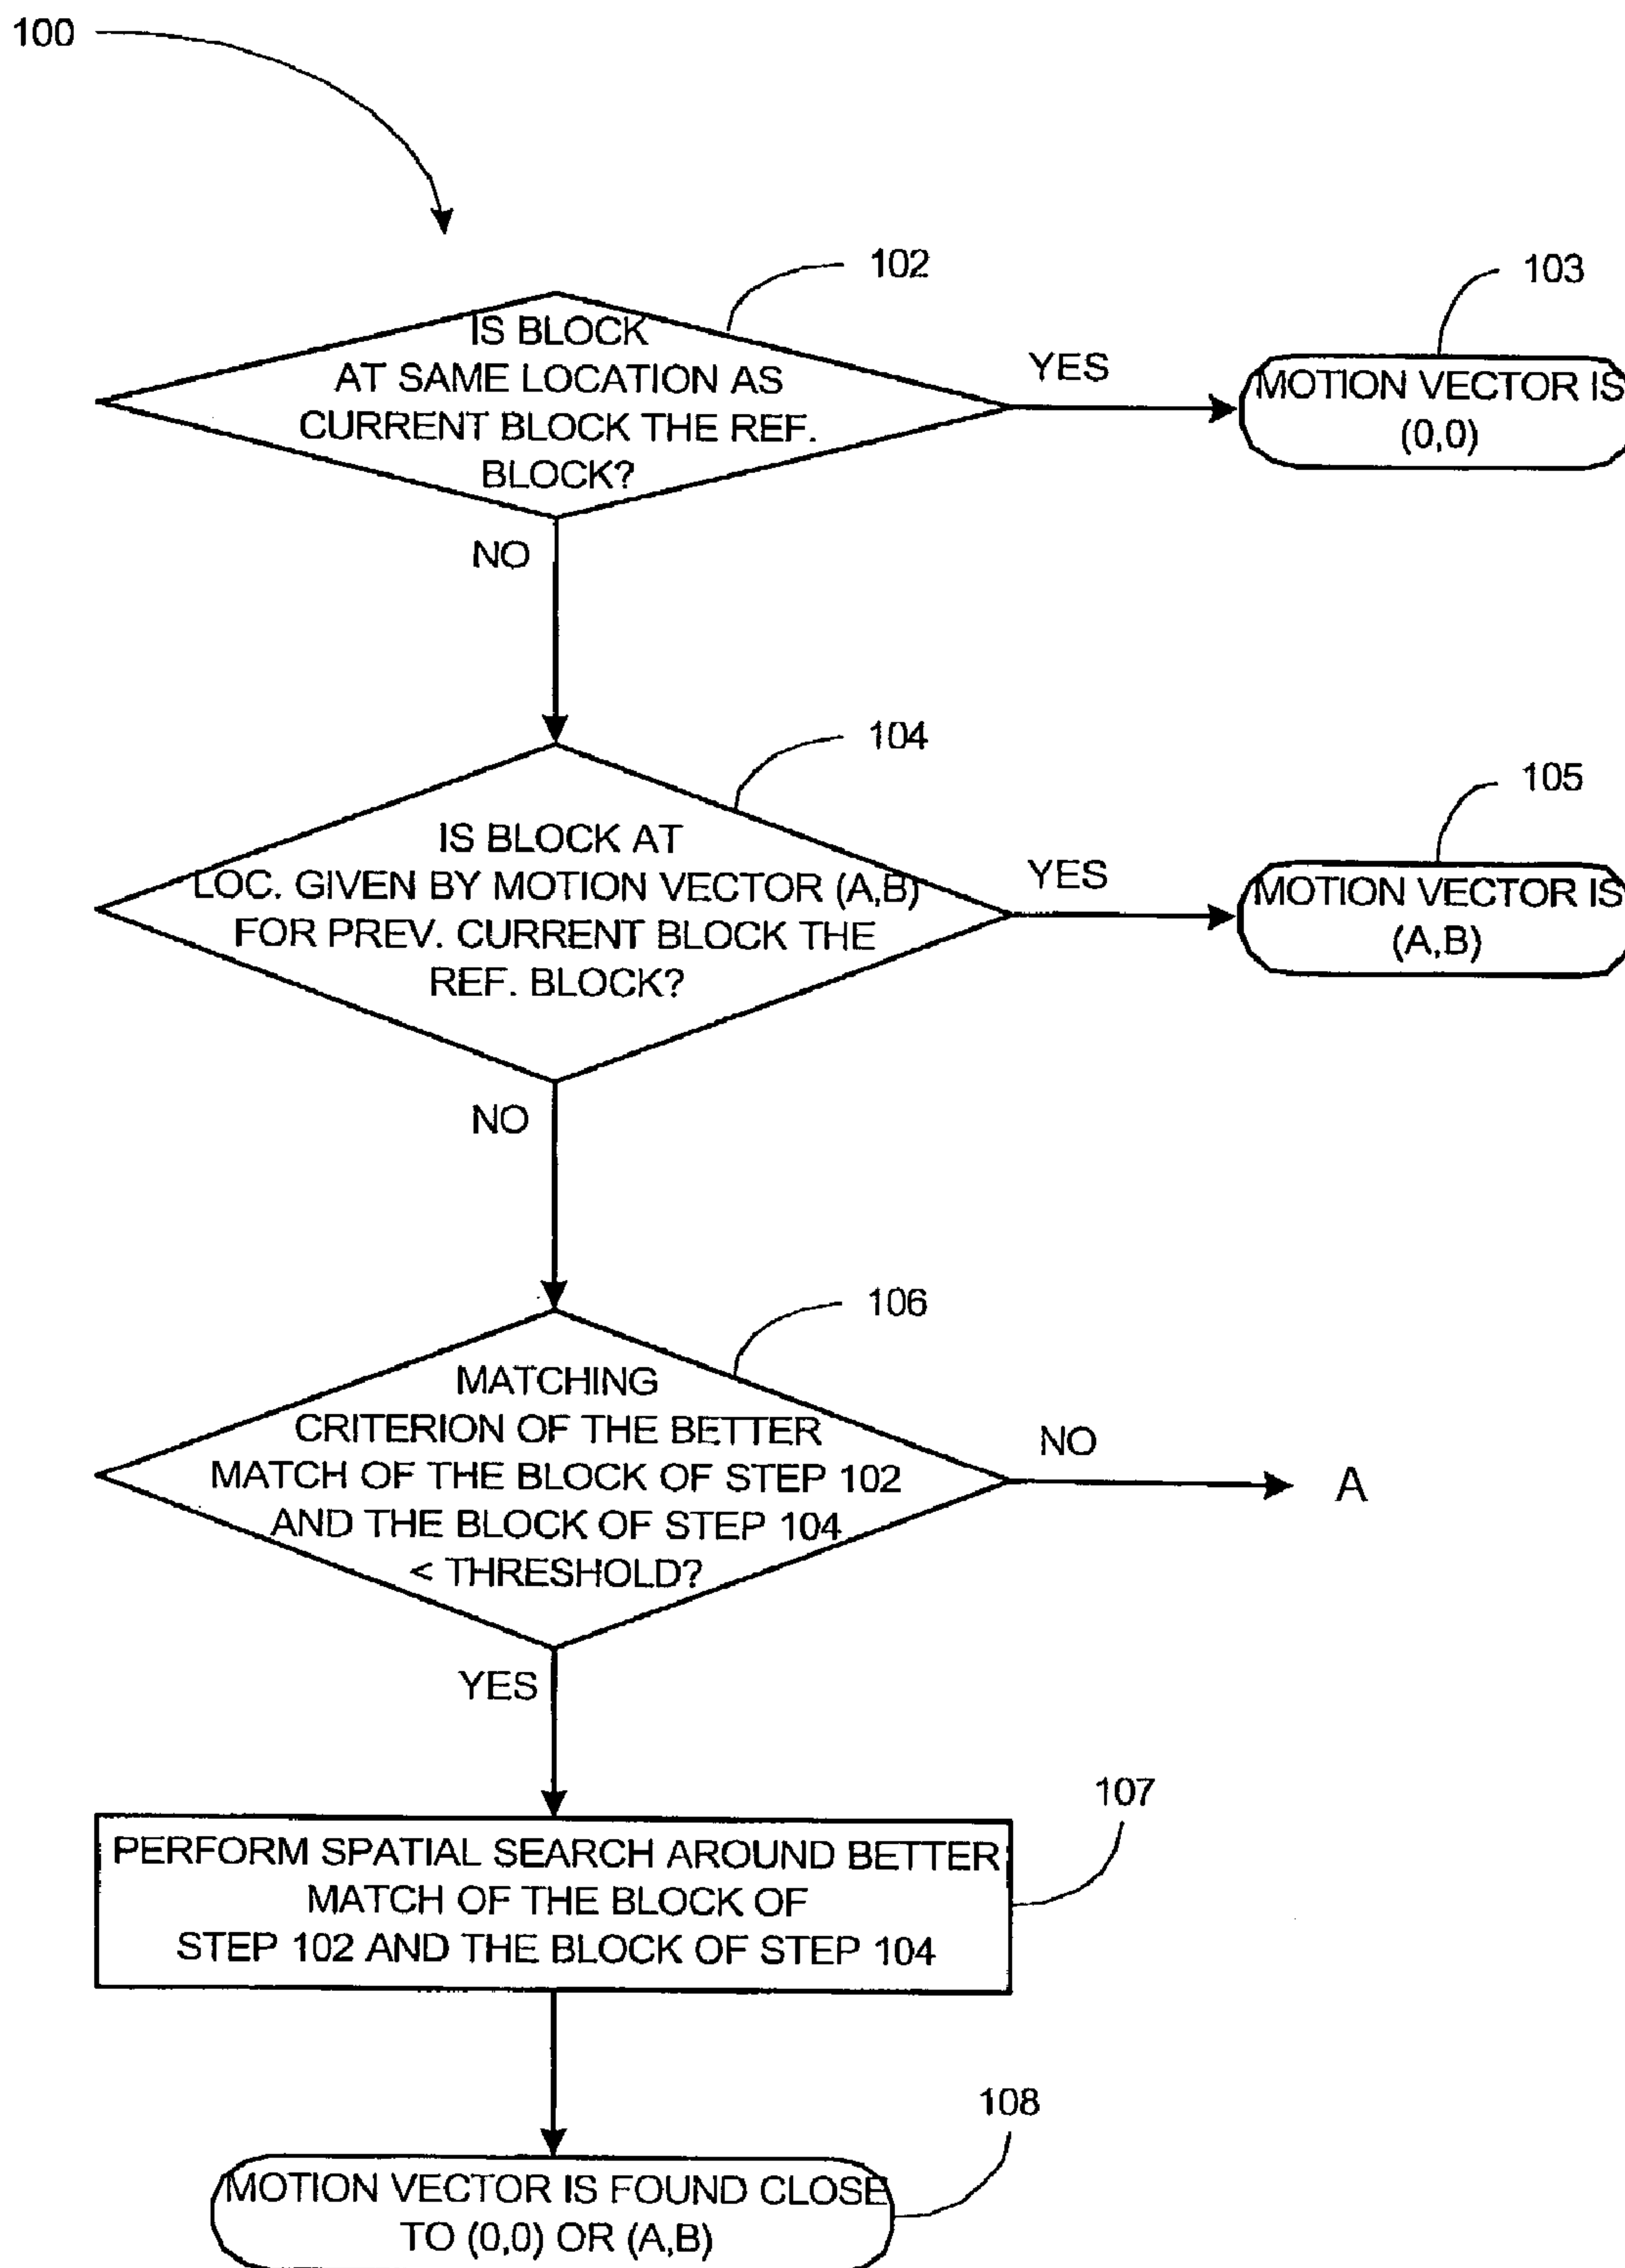 100
102
IS BLOCK
AT SAME LOCATION AS
CURRENT BLOCK THE REF.
BLOCK?
YES
103
MOTION VECTOR IS
(0,0)
NO
104
IS BLOCK AT
LOC. GIVEN BY MOTION VECTOR (A,B)
FOR PREV. CURRENT BLOCK THE
REF. BLOCK?
YES
105
MOTION VECTOR IS
(A,B)
NO
106
MATCHING
CRITERION OF THE BETTER
MATCH OF THE BLOCK OF STEP 102
AND THE BLOCK OF STEP 104
< THRESHOLD?
NO
A
YES
107
PERFORM SPATIAL SEARCH AROUND BETTER
MATCH OF THE BLOCK OF
STEP 102 AND THE BLOCK OF STEP 104
108
MOTION VECTOR IS FOUND CLOSE
TO (0,0) OR (A,B)